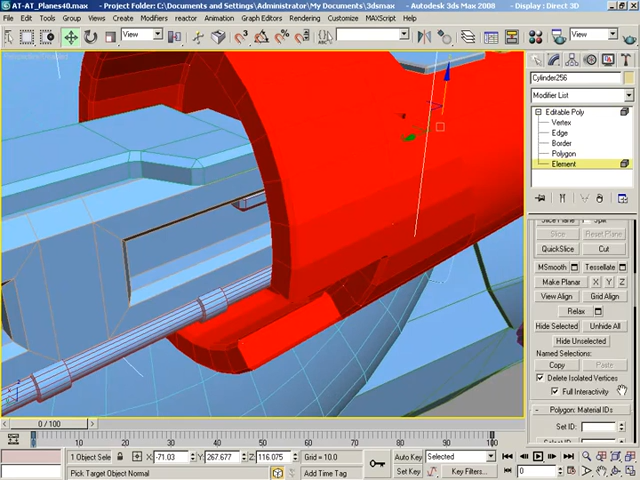 AT-AT_Planes40.max - Project Folder: C:\Documents and Settings\Administrator\My Documents\3dsmax - Autodesk 3ds Max 2008 - Display : Direct 3D
File Edit Tools Group Views Create Modifiers reactor Animation Graph Editors Rendering Customize MAXScript Help
View View
Cylinder256
Modifier List
Editable Poly
Vertex
Edge
Border
Polygon
Element
Slice Plane Split
Slice Reset Plane
QuickSlice Cut
MSmooth Tessellate
Make Planar X Y Z
View Align Grid Align
Relax
Hide Selected Unhide All
Hide Unselected
Named Selections:
Copy Paste
Delete Isolated Vertices
Full Interactivity
Polygon: Material IDs
Set ID:
0 / 100
0 10 20 30 40 50 60 70 80 90 100
1 Object Sele X: -71.03 Y: 267.677 Z: 116.075 Grid = 10.0 Auto Key Selected
Pick Target Object Normal Add Time Tag Set Key Key Filters... 0